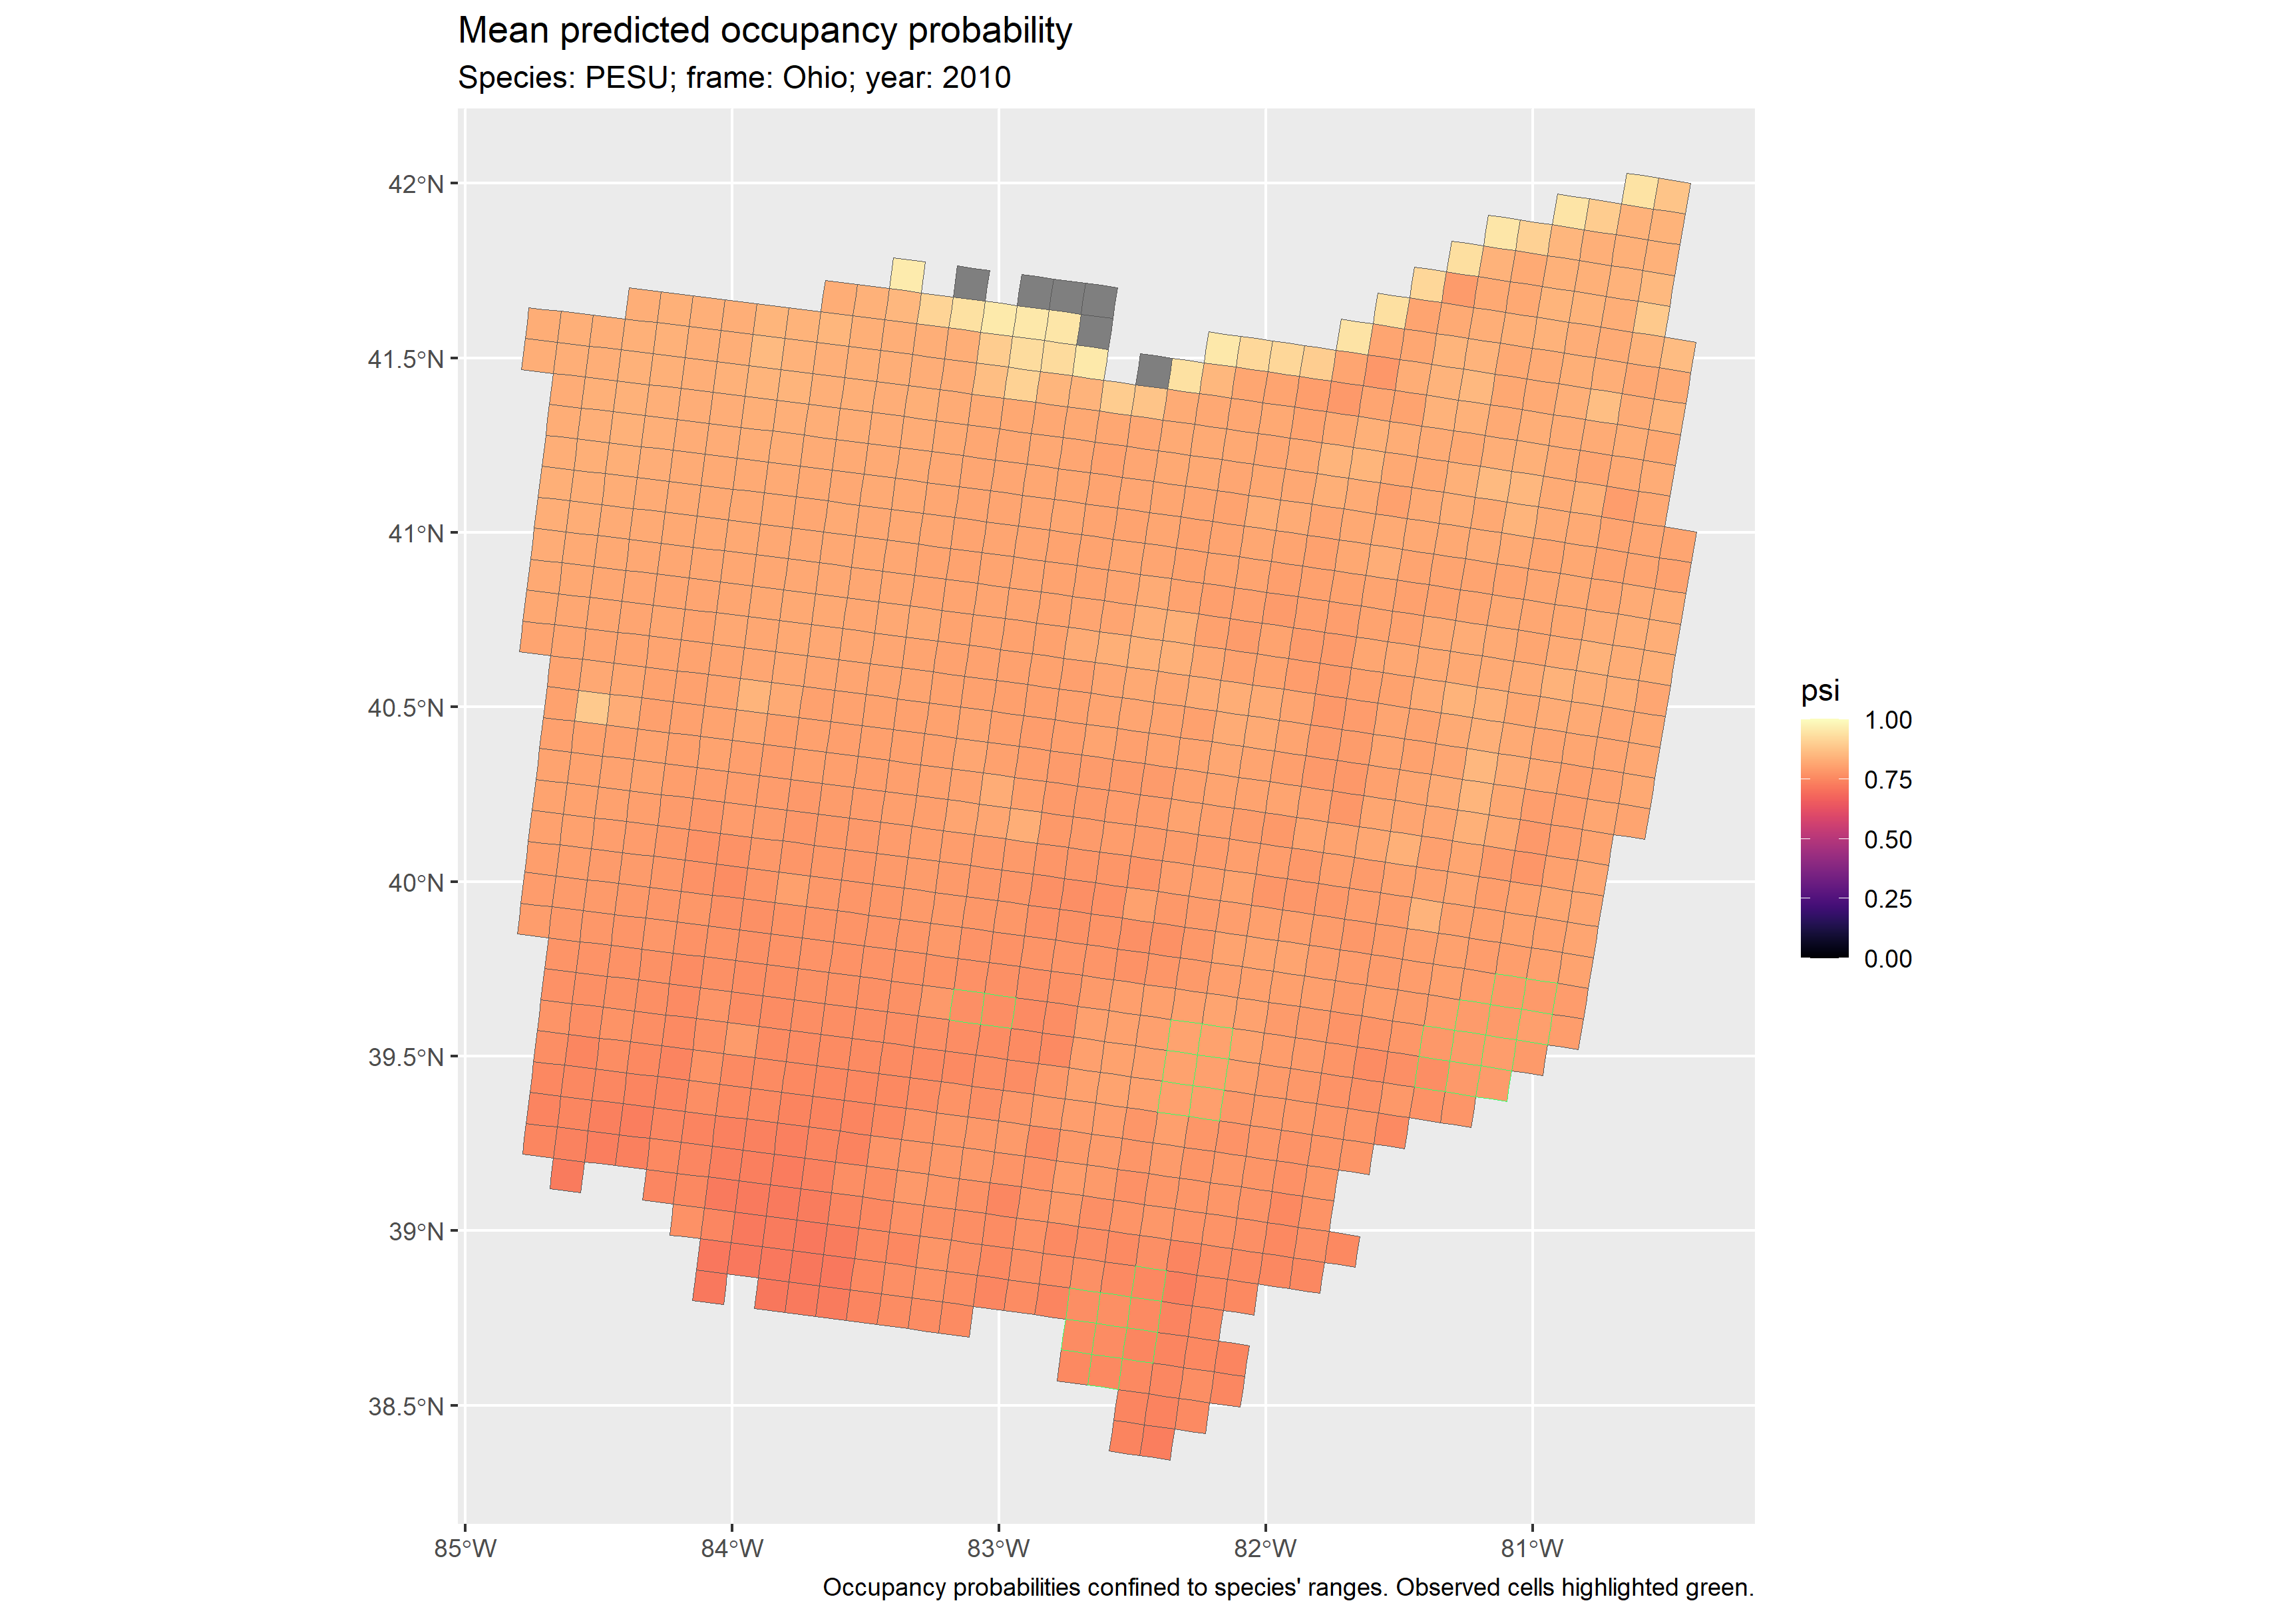 Mean predicted occupancy probability
Species: PESU; frame: Ohio; year: 2010
42°N
41.5°N
41°N
40.5°N
40°N
39.5°N
39°N
38.5°N
85°W
84°W
83°W
82°W
81°W
psi
1.00
0.75
0.50
0.25
0.00
Occupancy probabilities confined to species' ranges. Observed cells highlighted green.